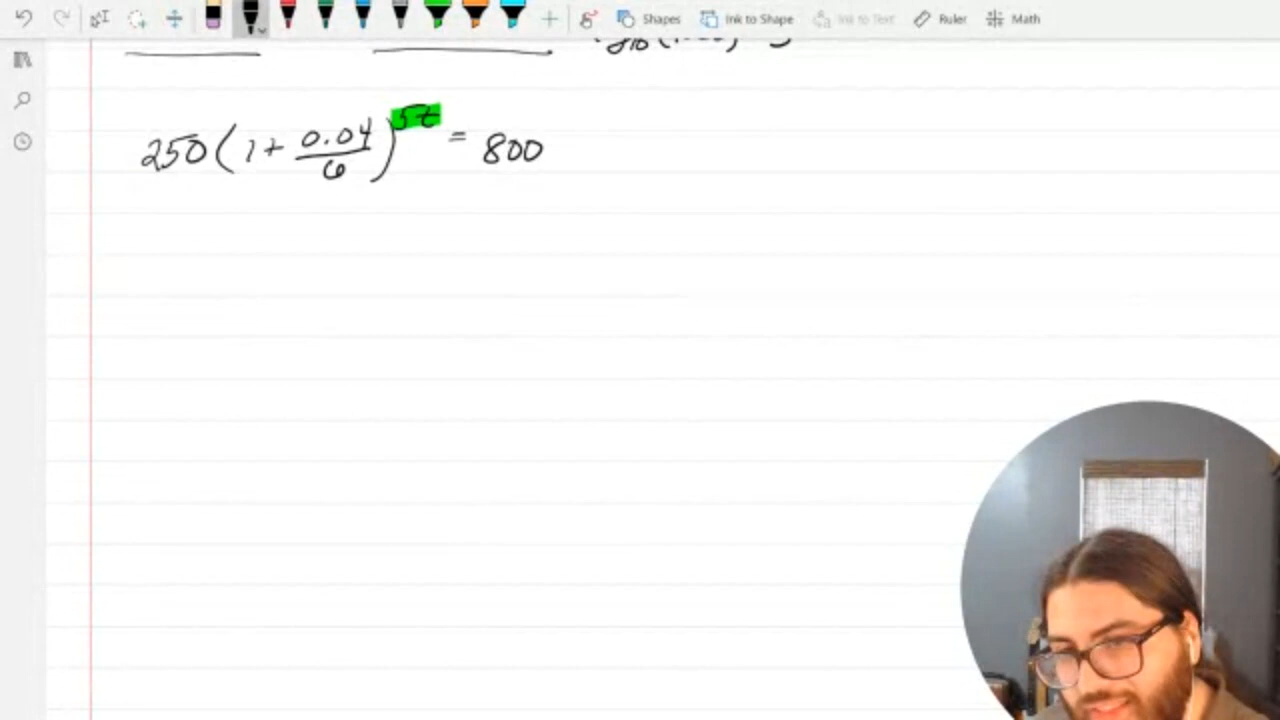 Shapes Ink to Shape Ink to Text Ruler Math
250(1 + 0.04/6)^5t = 800